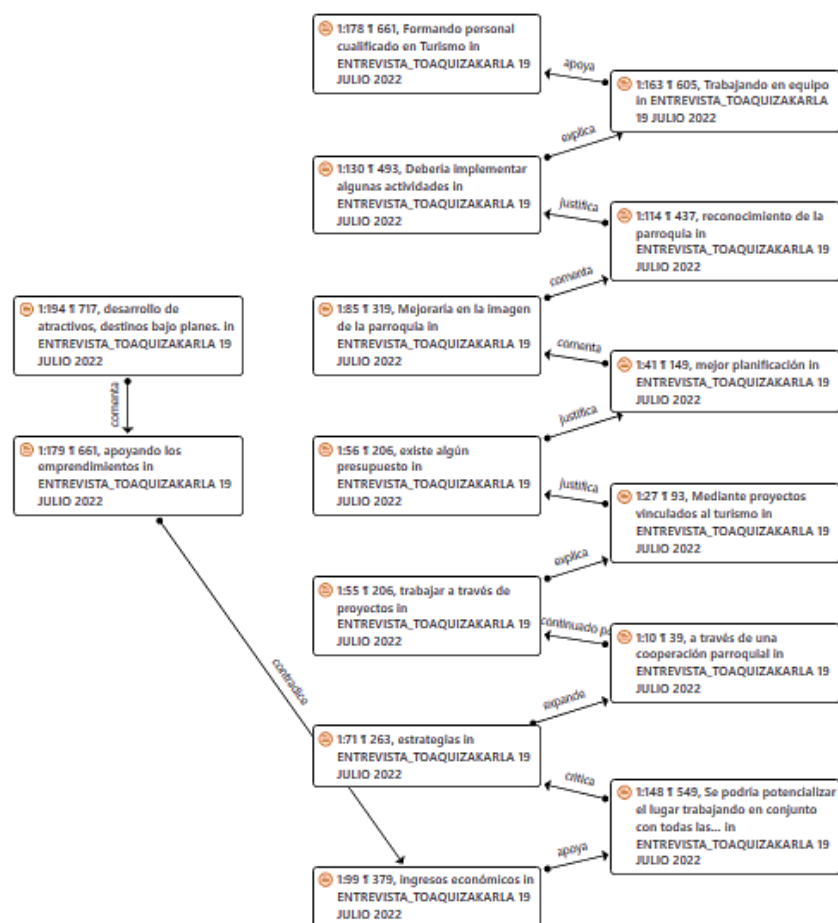 1:178 ¶ 661, Formando personal
cualificado en Turismo in
ENTREVISTA_TOAQUIZAKARLA 19
JULIO 2022
apoya
1:163 ¶ 605, Trabajando en equipo
in ENTREVISTA_TOAQUIZAKARLA
19 JULIO 2022
explica
1:130 ¶ 493, Debería implementar
algunas actividades in
ENTREVISTA_TOAQUIZAKARLA 19
JULIO 2022
justifica
1:114 ¶ 437, reconocimiento de la
parroquia in
ENTREVISTA_TOAQUIZAKARLA 19
JULIO 2022
comenta
1:194 ¶ 717, desarrollo de
atractivos, destinos bajo planes. in
ENTREVISTA_TOAQUIZAKARLA 19
JULIO 2022
1:85 ¶ 319, Mejoraría en la imagen
de la parroquia in
ENTREVISTA_TOAQUIZAKARLA 19
JULIO 2022
comenta
1:41 ¶ 149, mejor planificación in
ENTREVISTA_TOAQUIZAKARLA 19
JULIO 2022
comenta
justifica
1:179 ¶ 661, apoyando los
emprendimientos in
ENTREVISTA_TOAQUIZAKARLA 19
JULIO 2022
1:56 ¶ 206, existe algún
presupuesto in
ENTREVISTA_TOAQUIZAKARLA 19
JULIO 2022
justifica
1:27 ¶ 93, Mediante proyectos
vinculados al turismo in
ENTREVISTA_TOAQUIZAKARLA 19
JULIO 2022
explica
1:55 ¶ 206, trabajar a través de
proyectos in
ENTREVISTA_TOAQUIZAKARLA 19
JULIO 2022
continuado po
1:10 ¶ 39, a través de una
cooperación parroquial in
ENTREVISTA_TOAQUIZAKARLA 19
JULIO 2022
contradice
expande
1:71 ¶ 263, estrategias in
ENTREVISTA_TOAQUIZAKARLA 19
JULIO 2022
critica
1:148 ¶ 549, Se podría potencializar
el lugar trabajando en conjunto
con todas las... in
ENTREVISTA_TOAQUIZAKARLA 19
JULIO 2022
apoya
1:99 ¶ 379, ingresos económicos in
ENTREVISTA_TOAQUIZAKARLA 19
JULIO 2022